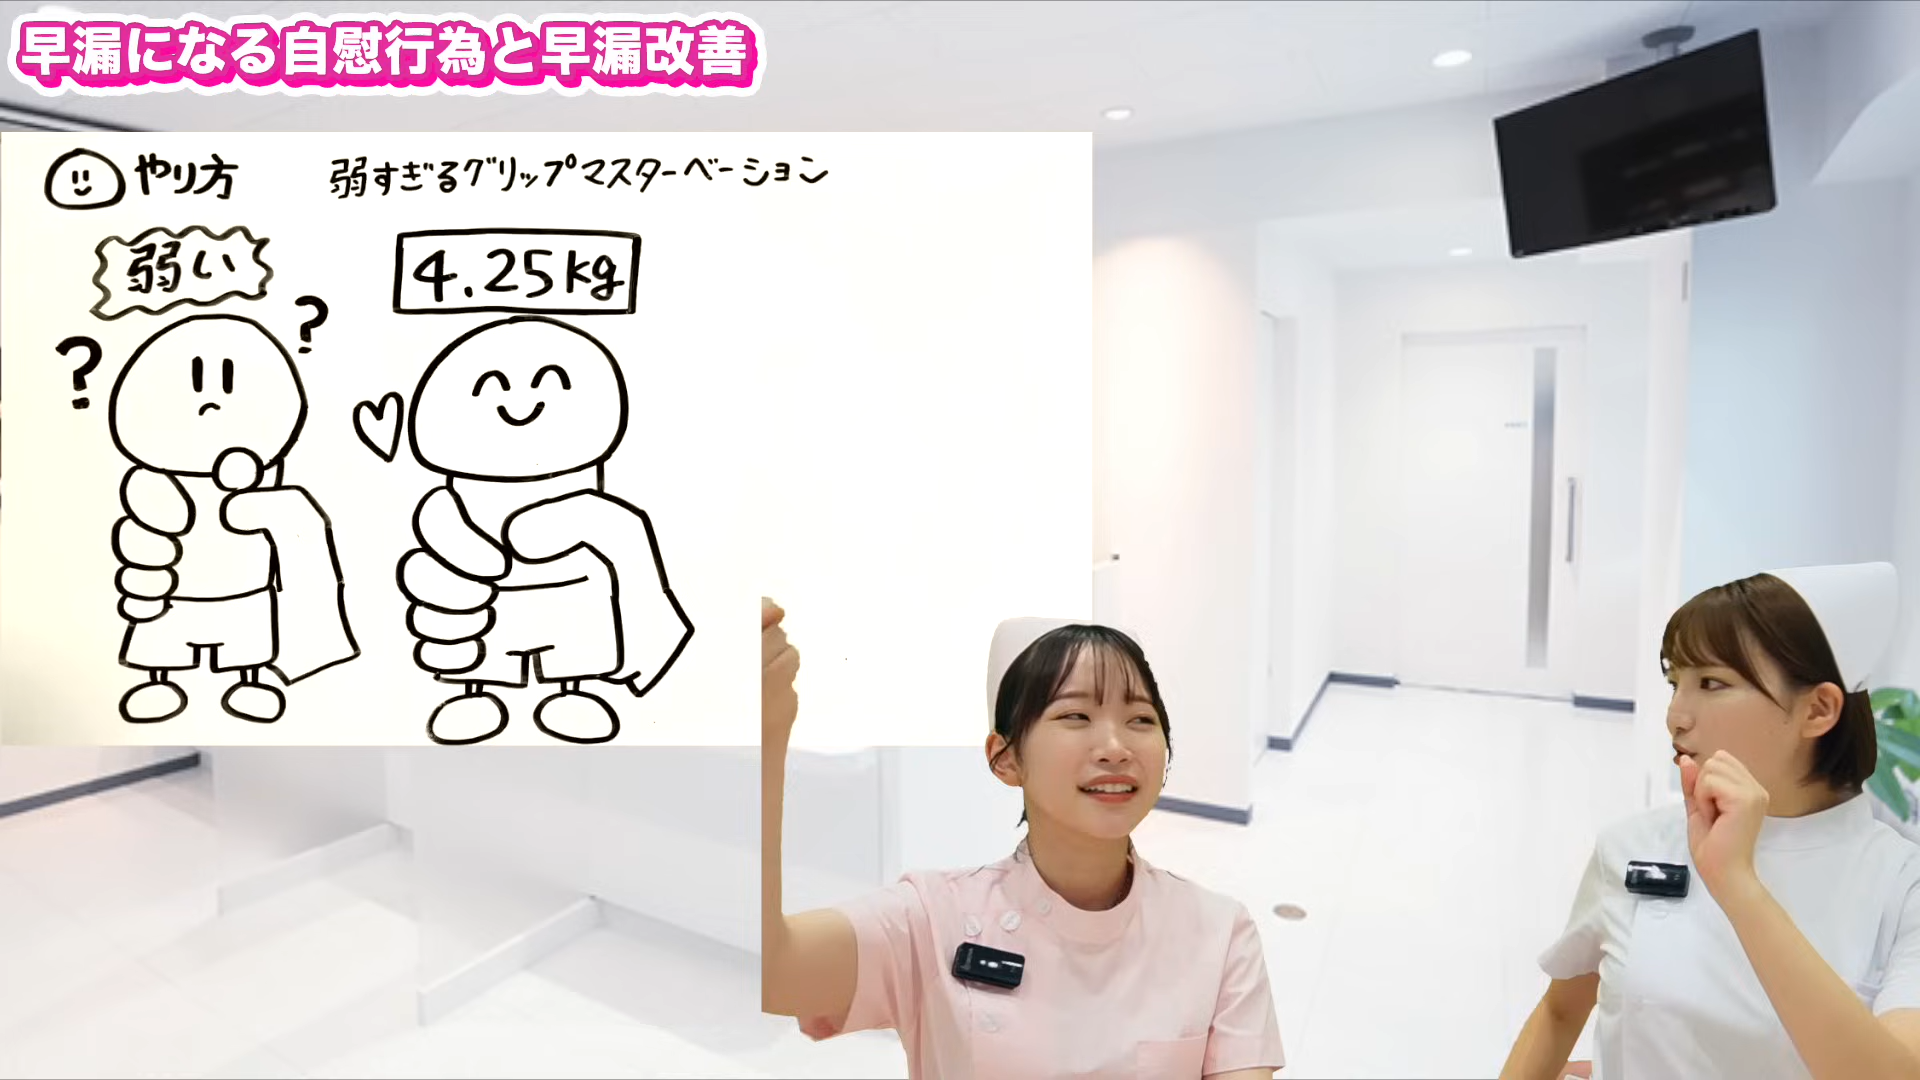 早漏になる自慰行為と早漏改善
やり方
弱すぎるグリップマスターベーション
弱い
4.25kg
?
?